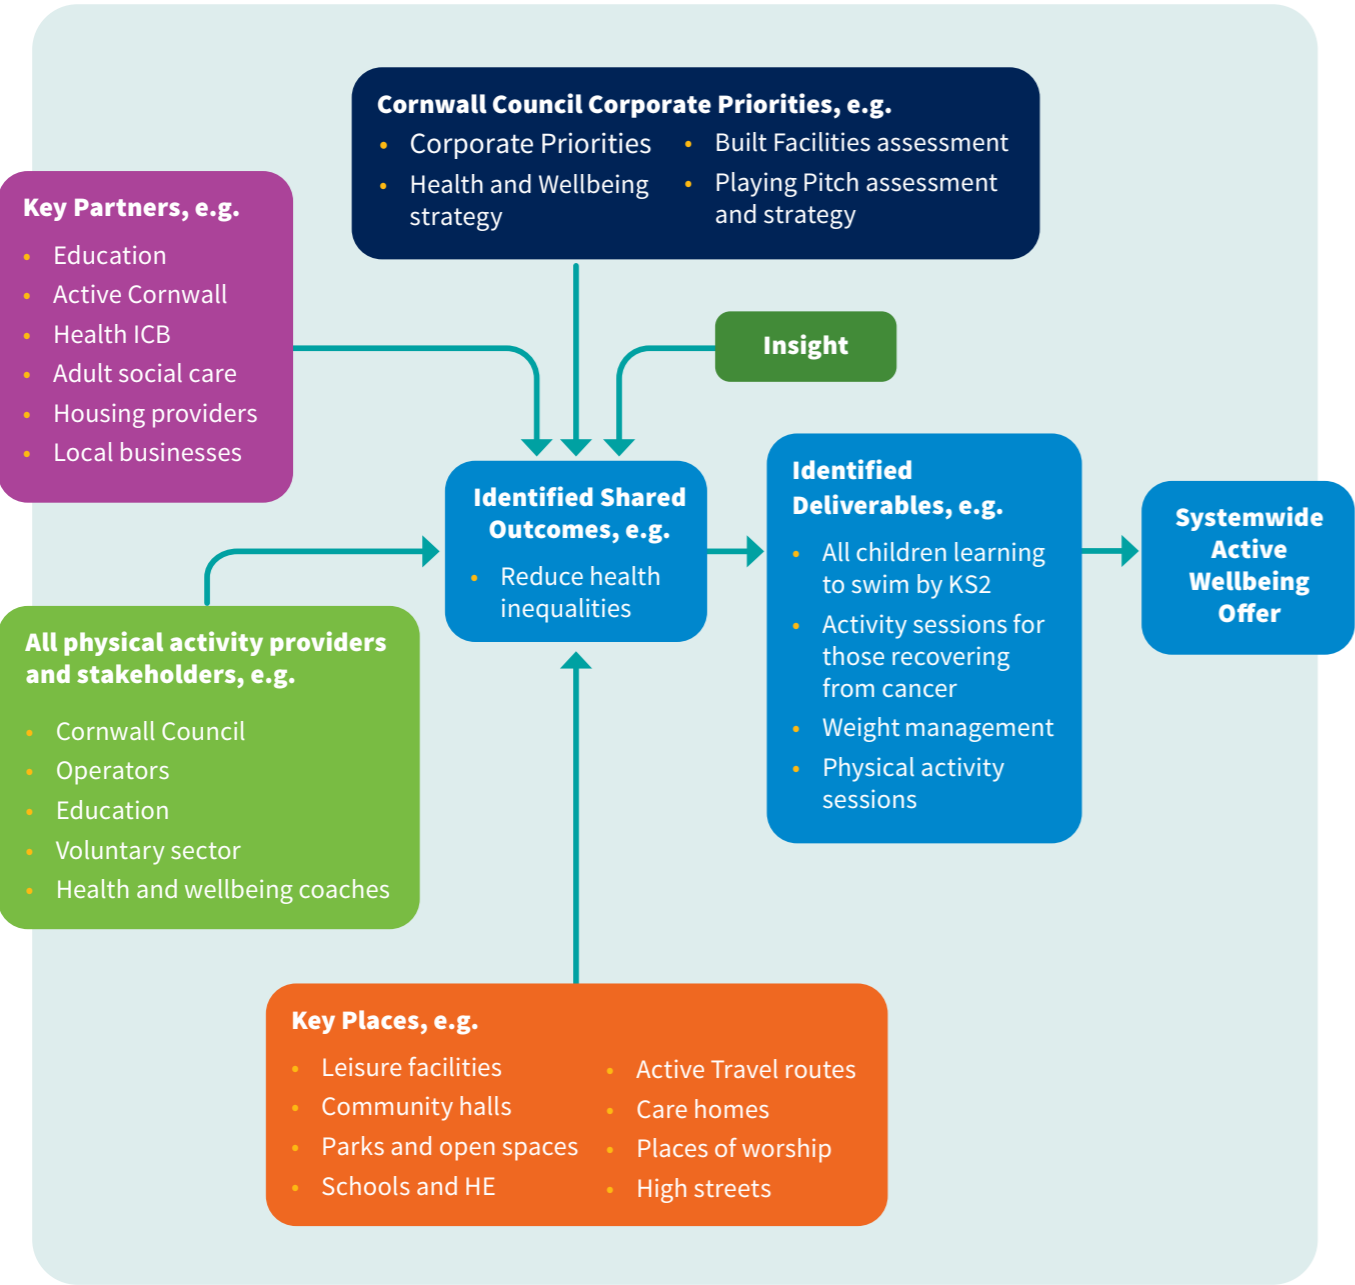 Cornwall Council Corporate Priorities, e.g.
• Corporate Priorities
• Health and Wellbeing
strategy
• Built Facilities assessment
• Playing Pitch assessment
and strategy
Key Partners, e.g.
• Education
• Active Cornwall
• Health ICB
• Adult social care
• Housing providers
• Local businesses
Insight
Identified Shared
Outcomes, e.g.
• Reduce health
inequalities
Identified
Deliverables, e.g.
• All children learning
to swim by KS2
• Activity sessions for
those recovering
from cancer
• Weight management
• Physical activity
sessions
Systemwide
Active
Wellbeing
Offer
All physical activity providers
and stakeholders, e.g.
• Cornwall Council
• Operators
• Education
• Voluntary sector
• Health and wellbeing coaches
Key Places, e.g.
• Leisure facilities
• Community halls
• Parks and open spaces
• Schools and HE
• Active Travel routes
• Care homes
• Places of worship
• High streets